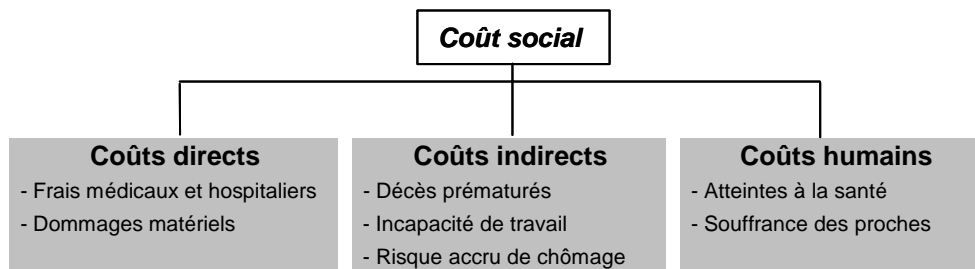 Coût social
Coûts directs
- Frais médicaux et hospitaliers
- Dommages matériels
Coûts indirects
- Décès prématurés
- Incapacité de travail
- Risque accru de chômage
Coûts humains
- Atteintes à la santé
- Souffrance des proches